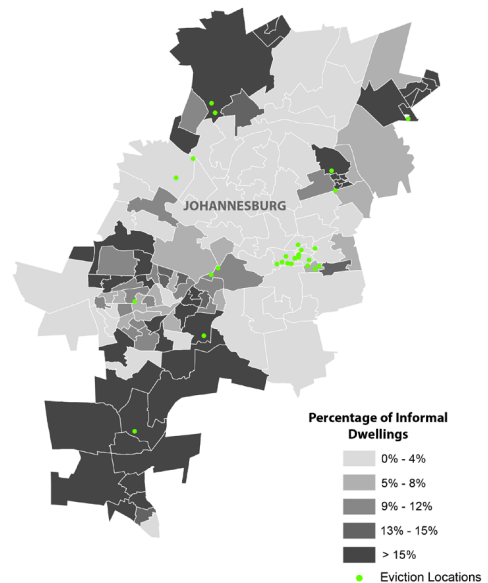 JOHANNESBURG
Percentage of Informal
Dwellings
0% - 4%
5% - 8%
9% - 12%
13% - 15%
> 15%
Eviction Locations